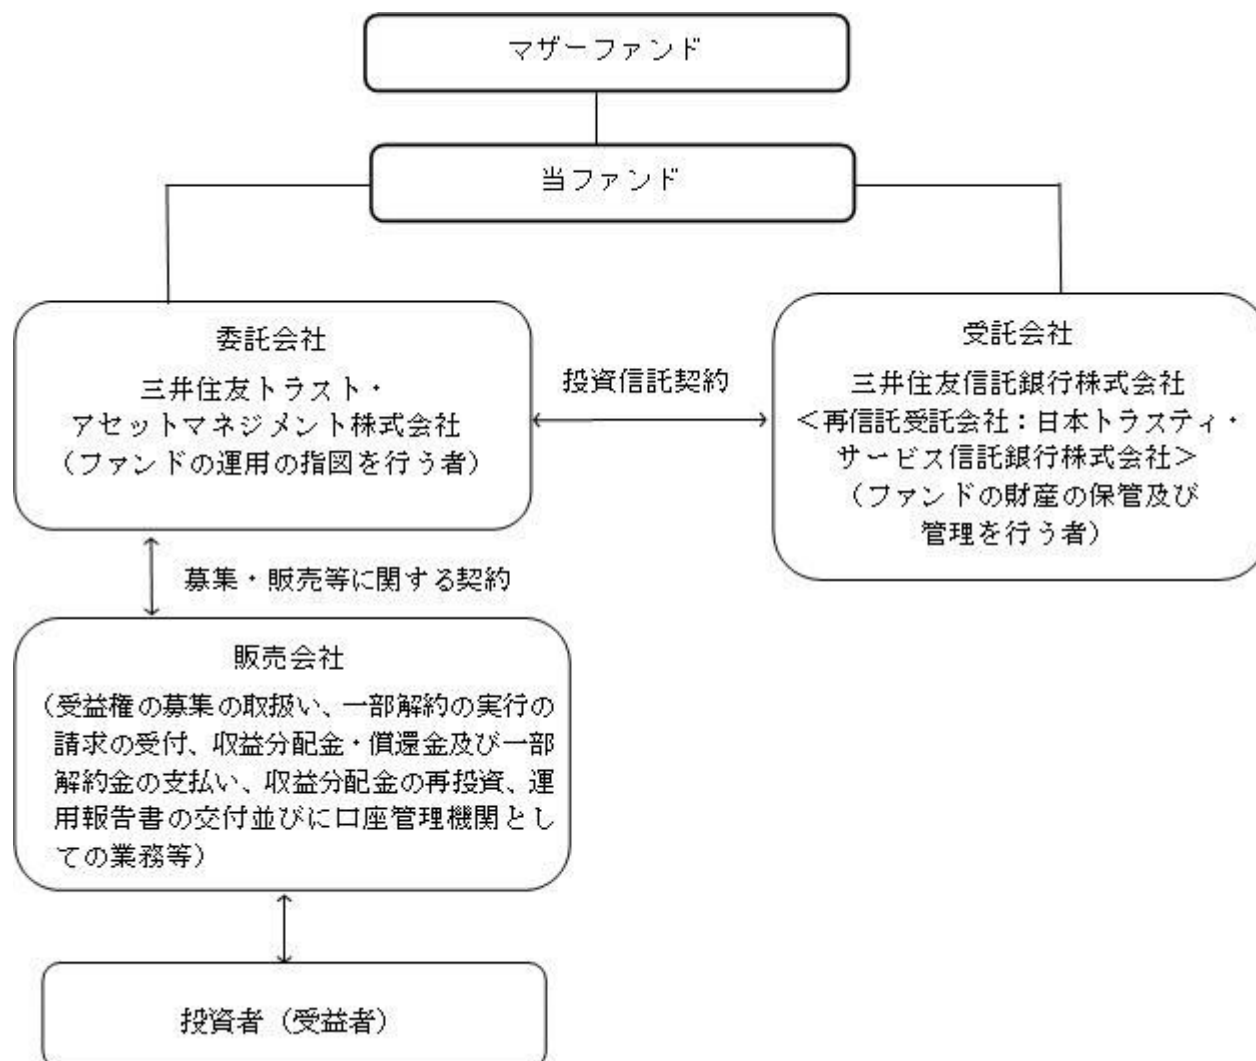 マザーファンド
当ファンド
委託会社
三井住友トラスト・
アセットマネジメント株式会社
（ファンドの運用の指図を行う者）
投資信託契約
受託会社
三井住友信託銀行株式会社
＜再信託受託会社：日本トラスティ・
サービス信託銀行株式会社＞
（ファンドの財産の保管及び
管理を行う者）
募集・販売等に関する契約
販売会社
（受益権の募集の取扱い、一部解約の実行の
請求の受付、収益分配金・償還金及び一部
解約金の支払い、収益分配金の再投資、運
用報告書の交付並びに口座管理機関とし
ての業務等）
投資者（受益者）